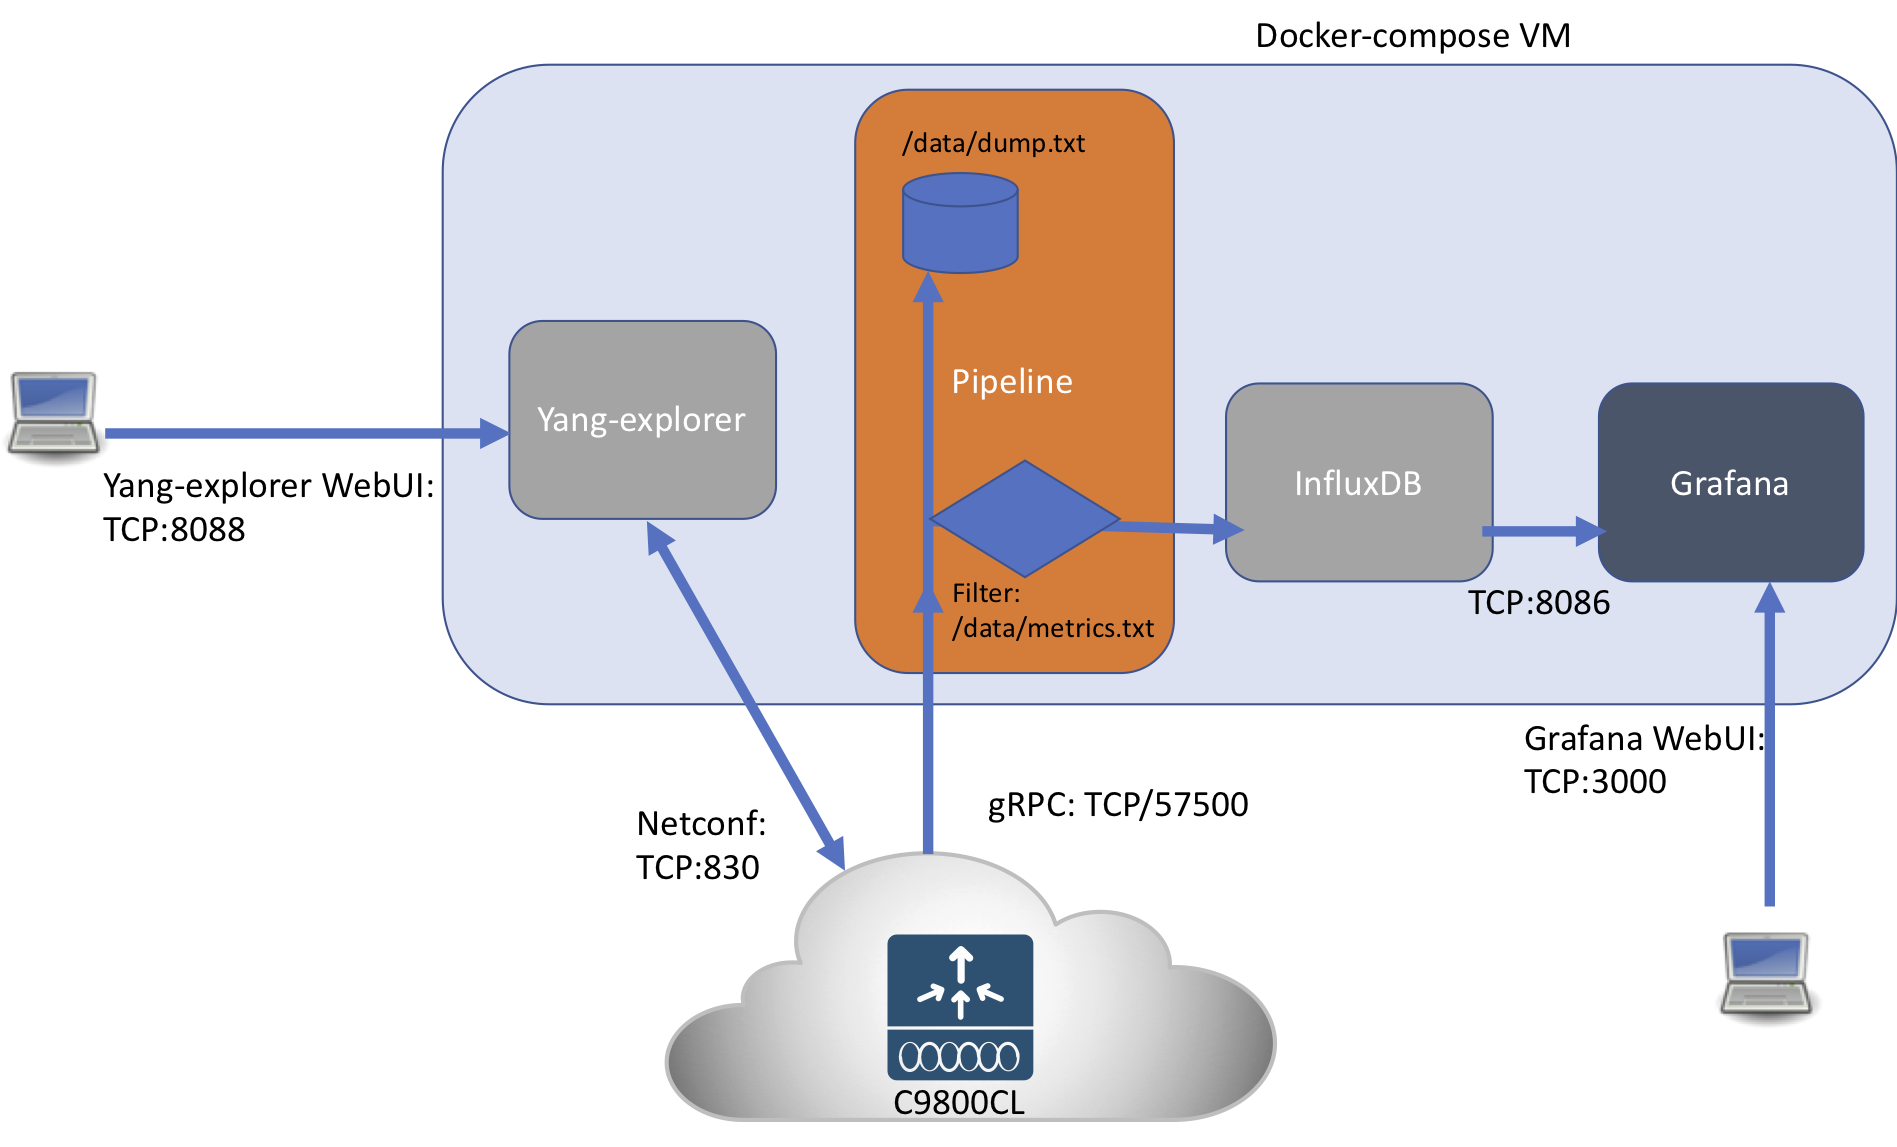 Docker-compose VM
/data/dump.txt
Pipeline
Yang-explorer
InfluxDB
Grafana
Yang-explorer WebUI:
TCP:8088
Filter:
/data/metrics.txt
TCP:8086
Grafana WebUI:
TCP:3000
gRPC: TCP/57500
Netconf:
TCP:830
C9800CL